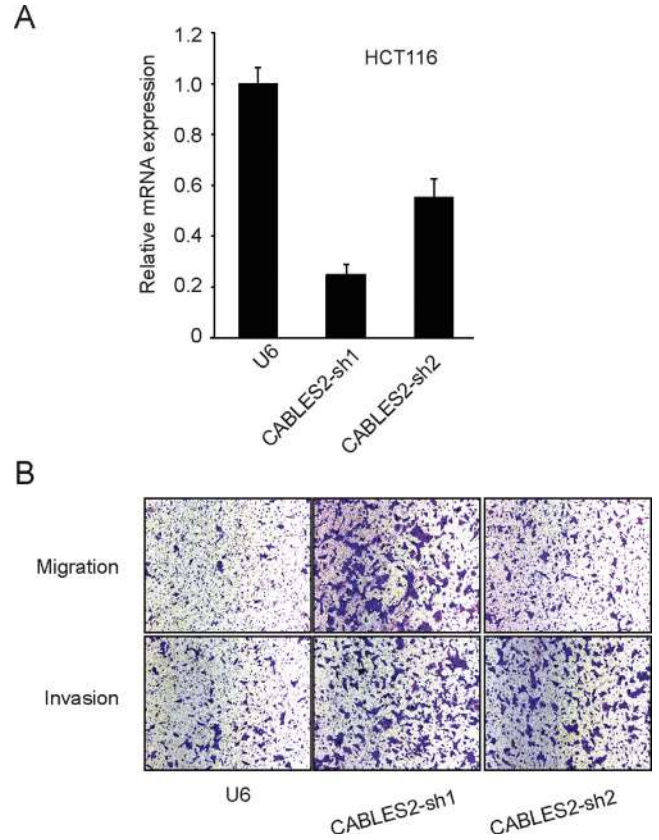 A
HCT116
Relative mRNA expression
1.2
1.0
0.8
0.6
0.4
0.2
0
U6
CABLES2-sh1
CABLES2-sh2
B
Migration
Invasion
U6
CABLES2-sh1
CABLES2-sh2